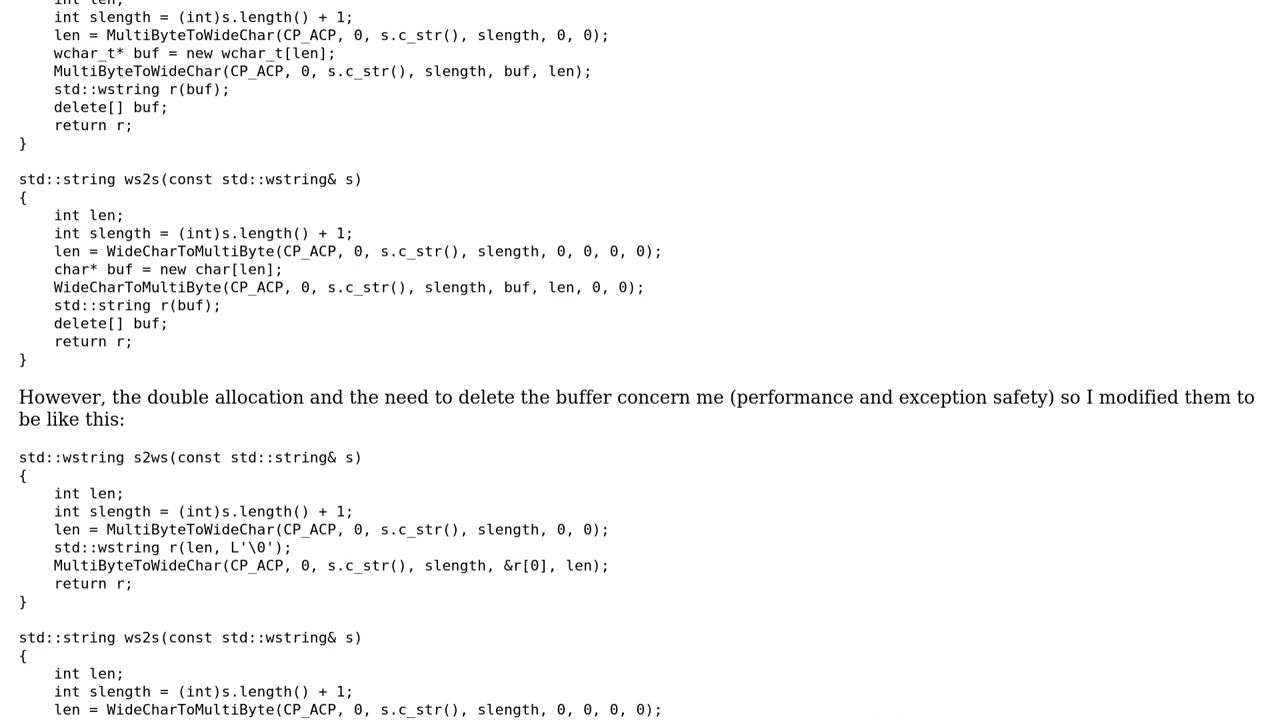 int len;
int slength = (int)s.length() + 1;
len = MultiByteToWideChar(CP_ACP, 0, s.c_str(), slength, 0, 0);
wchar_t* buf = new wchar_t[len];
MultiByteToWideChar(CP_ACP, 0, s.c_str(), slength, buf, len);
std::wstring r(buf);
delete[] buf;
return r;
}
std::string ws2s(const std::wstring& s)
{
int len;
int slength = (int)s.length() + 1;
len = WideCharToMultiByte(CP_ACP, 0, s.c_str(), slength, 0, 0, 0, 0);
char* buf = new char[len];
WideCharToMultiByte(CP_ACP, 0, s.c_str(), slength, buf, len, 0, 0);
std::string r(buf);
delete[] buf;
return r;
}
However, the double allocation and the need to delete the buffer concern me (performance and exception safety) so I modified them to
be like this:
std::wstring s2ws(const std::string& s)
{
int len;
int slength = (int)s.length() + 1;
len = MultiByteToWideChar(CP_ACP, 0, s.c_str(), slength, 0, 0);
std::wstring r(len, L'\0');
MultiByteToWideChar(CP_ACP, 0, s.c_str(), slength, &r[0], len);
return r;
}
std::string ws2s(const std::wstring& s)
{
int len;
int slength = (int)s.length() + 1;
len = WideCharToMultiByte(CP_ACP, 0, s.c_str(), slength, 0, 0, 0, 0);